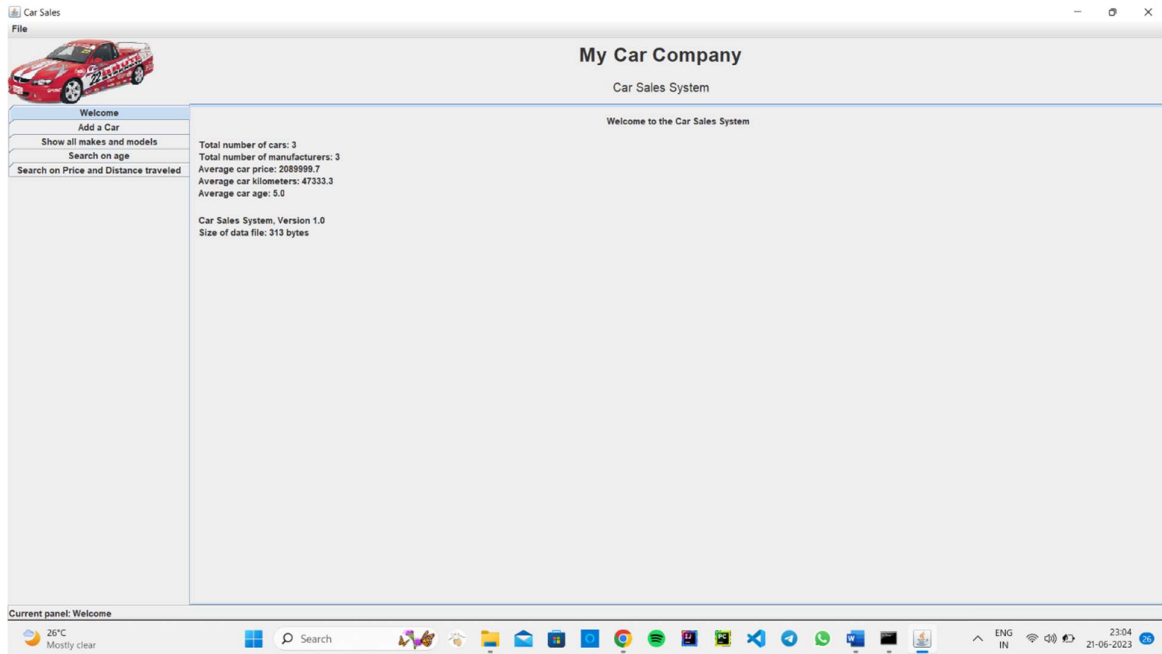 Car Sales
File
My Car Company
Car Sales System
22
Welcome
Add a Car
Show all makes and models
Search on age
Search on Price and Distance traveled
Welcome to the Car Sales System
Total number of cars: 3
Total number of manufacturers: 3
Average car price: 2089999.7
Average car kilometers: 47333.3
Average car age: 5.0
Car Sales System, Version 1.0
Size of data file: 313 bytes
Current panel: Welcome
26°C
Mostly clear
Search
ENG
IN
23:04
21-06-2023
26